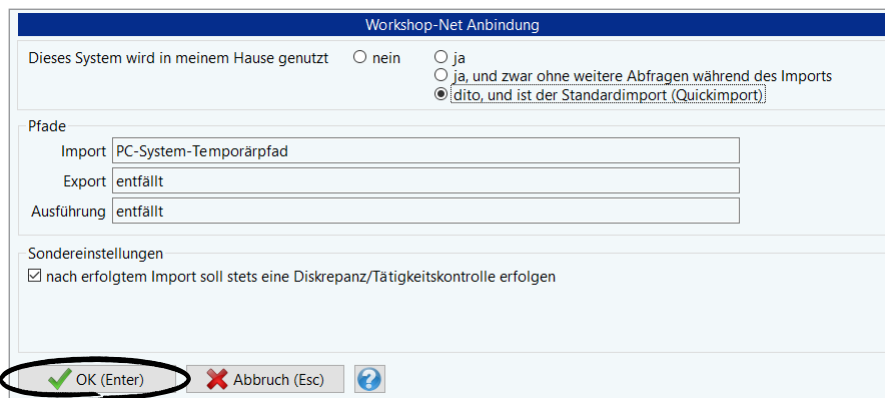 Workshop-Net Anbindung
Dieses System wird in meinem Hause genutzt nein ja
ja, und zwar ohne weitere Abfragen während des Imports
dito, und ist der Standardimport (Quickimport)
Pfade
Import PC-System-Temporärpfad
Export entfällt
Ausführung entfällt
Sondereinstellungen
nach erfolgtem Import soll stets eine Diskrepanz/Tätigkeitskontrolle erfolgen
OK (Enter) Abbruch (Esc) ?